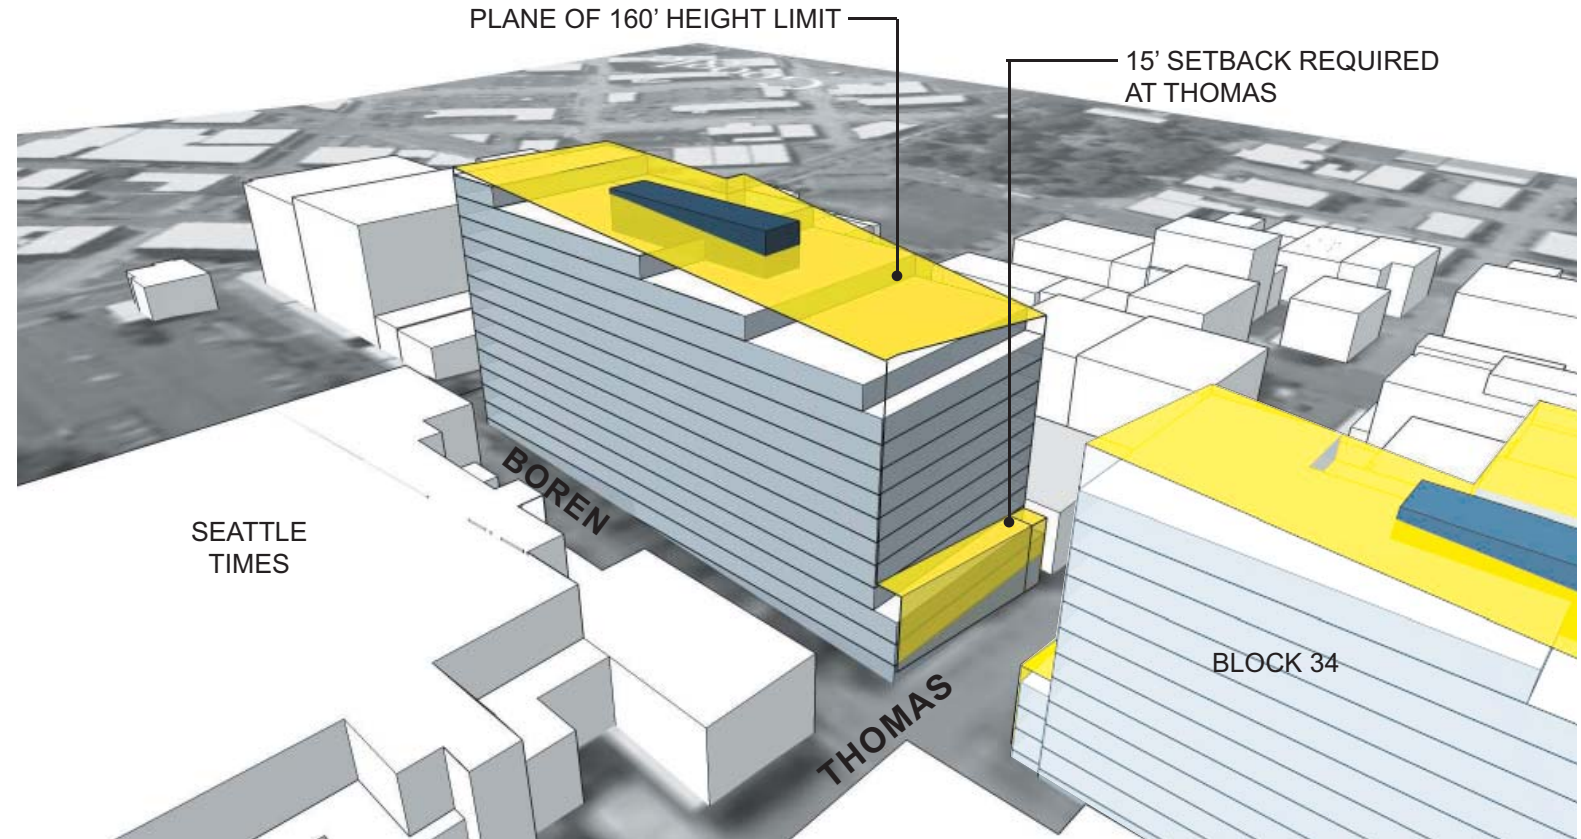 PLANE OF 160’ HEIGHT LIMIT
15’ SETBACK REQUIRED
AT THOMAS
BOREN
SEATTLE
TIMES
BLOCK 34
THOMAS